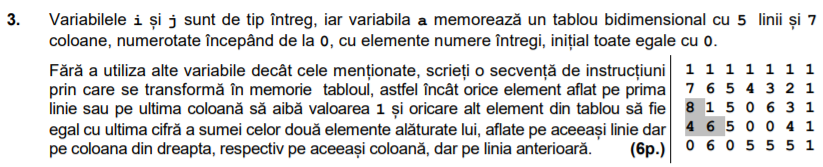 3. Variabilele i și j sunt de tip întreg, iar variabila a memorează un tablou bidimensional cu 5 linii și 7
coloane, numerotate începând de la 0, cu elemente numere întregi, inițial toate egale cu 0.
Fără a utiliza alte variabile decât cele menționate, scrieți o secvență de instrucțiuni
prin care se transformă în memorie tabloul, astfel încât orice element aflat pe prima
linie sau pe ultima coloană să aibă valoarea 1 și oricare alt element din tablou să fie
egal cu ultima cifră a sumei celor două elemente alăturate lui, aflate pe aceeași linie dar
pe coloana din dreapta, respectiv pe aceeași coloană, dar pe linia anterioară. (6p.)
1 1 1 1 1 1 1
7 6 5 4 3 2 1
8 1 5 0 6 3 1
4 6 5 0 0 4 1
0 6 0 5 5 5 1